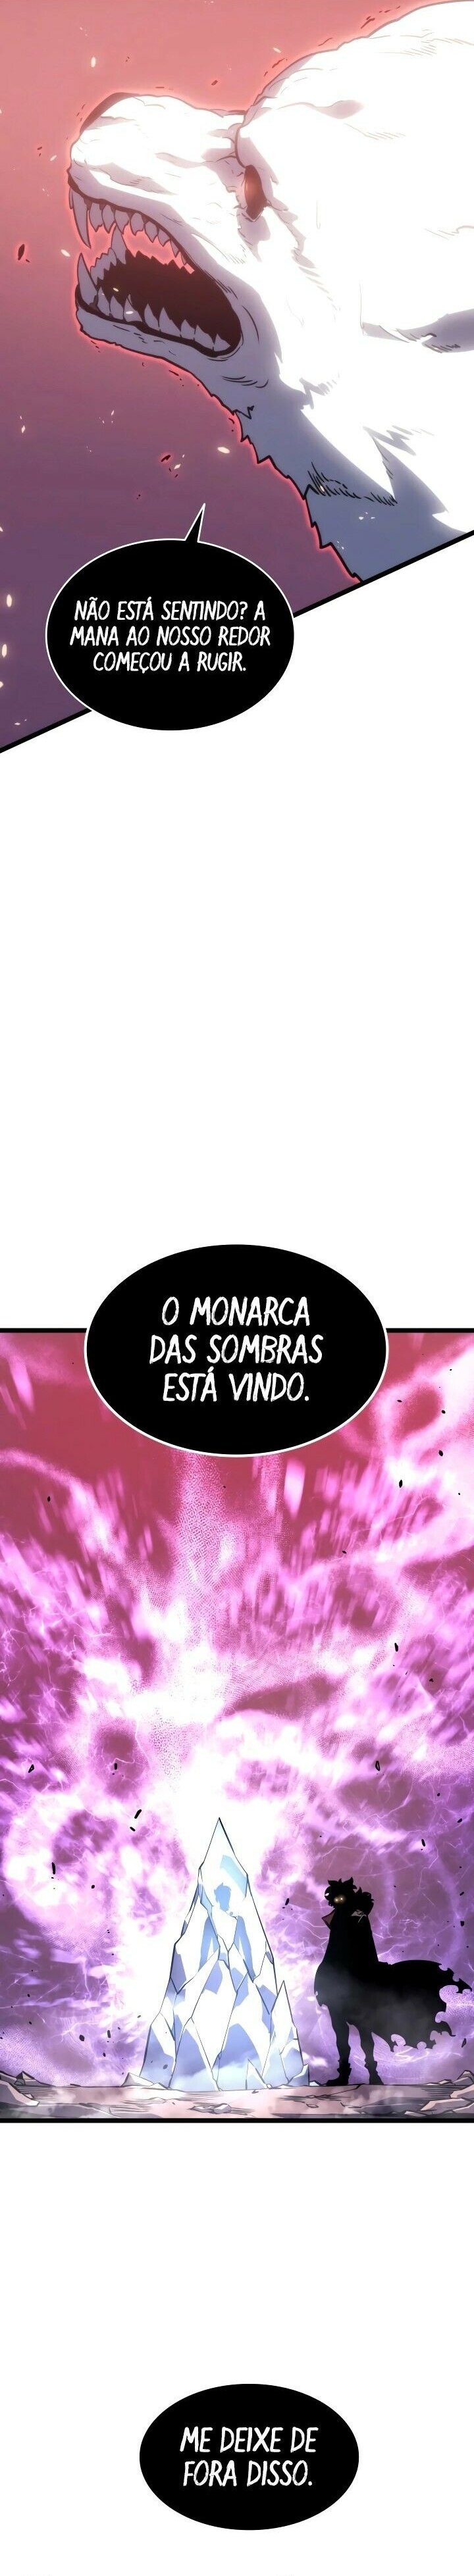 NÃO ESTÁ SENTINDO? A
MANA AO NOSSO REDOR
COMEÇOU A RUGIR.
O MONARCA
DAS SOMBRAS
ESTÁ VINDO.
ME DEIXE DE
FORA DISSO.